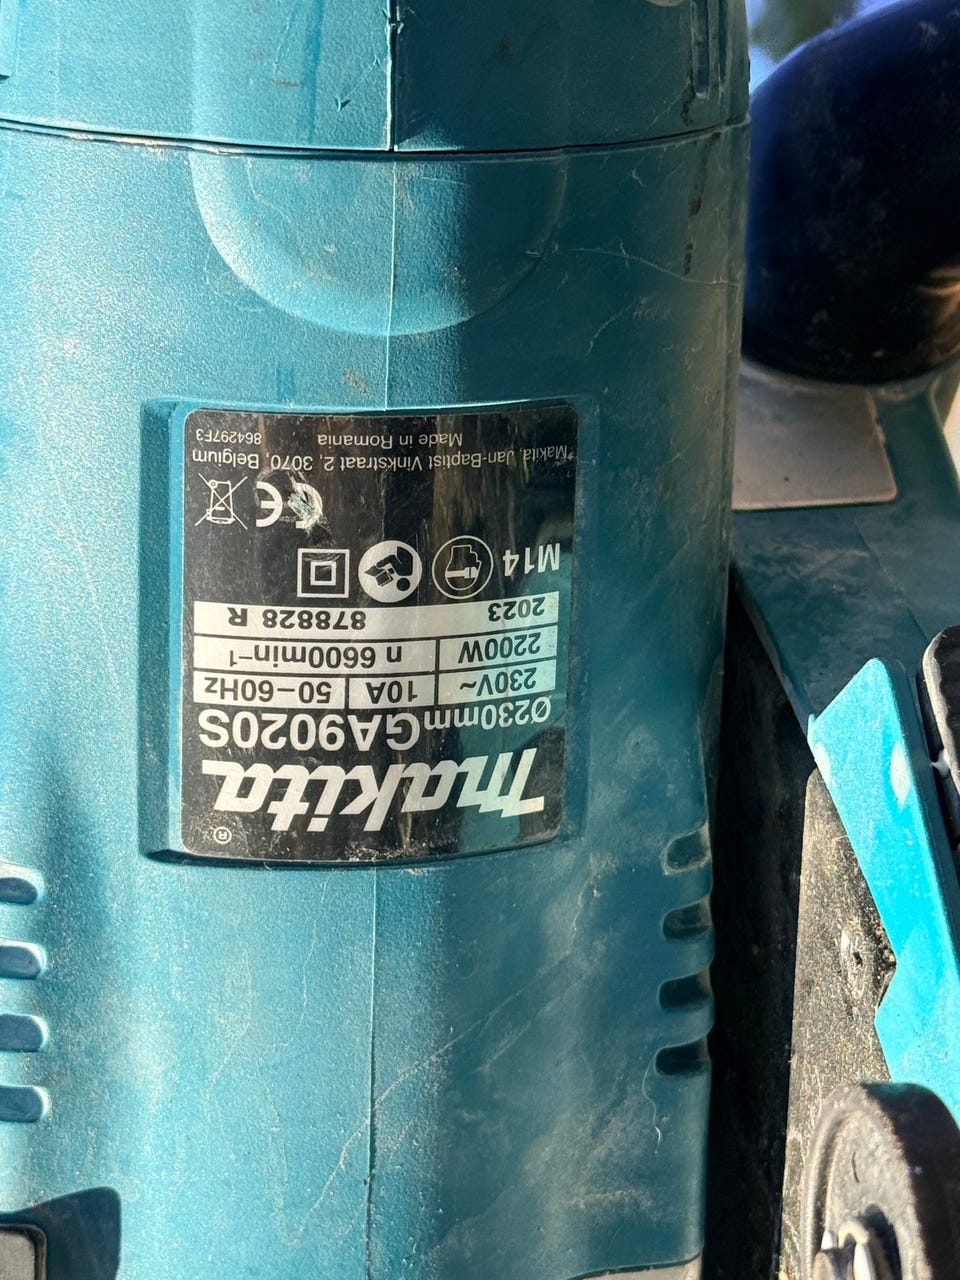 ®
makita
Ø230mm GA9020S
230V~ 10A 50-60Hz
2200W n 6600min⁻¹
2023 878828 R
M14
CE
Makita, Jan-Baptist Vinkstraat 2, 3070, Belgium
Made in Romania 864297F3